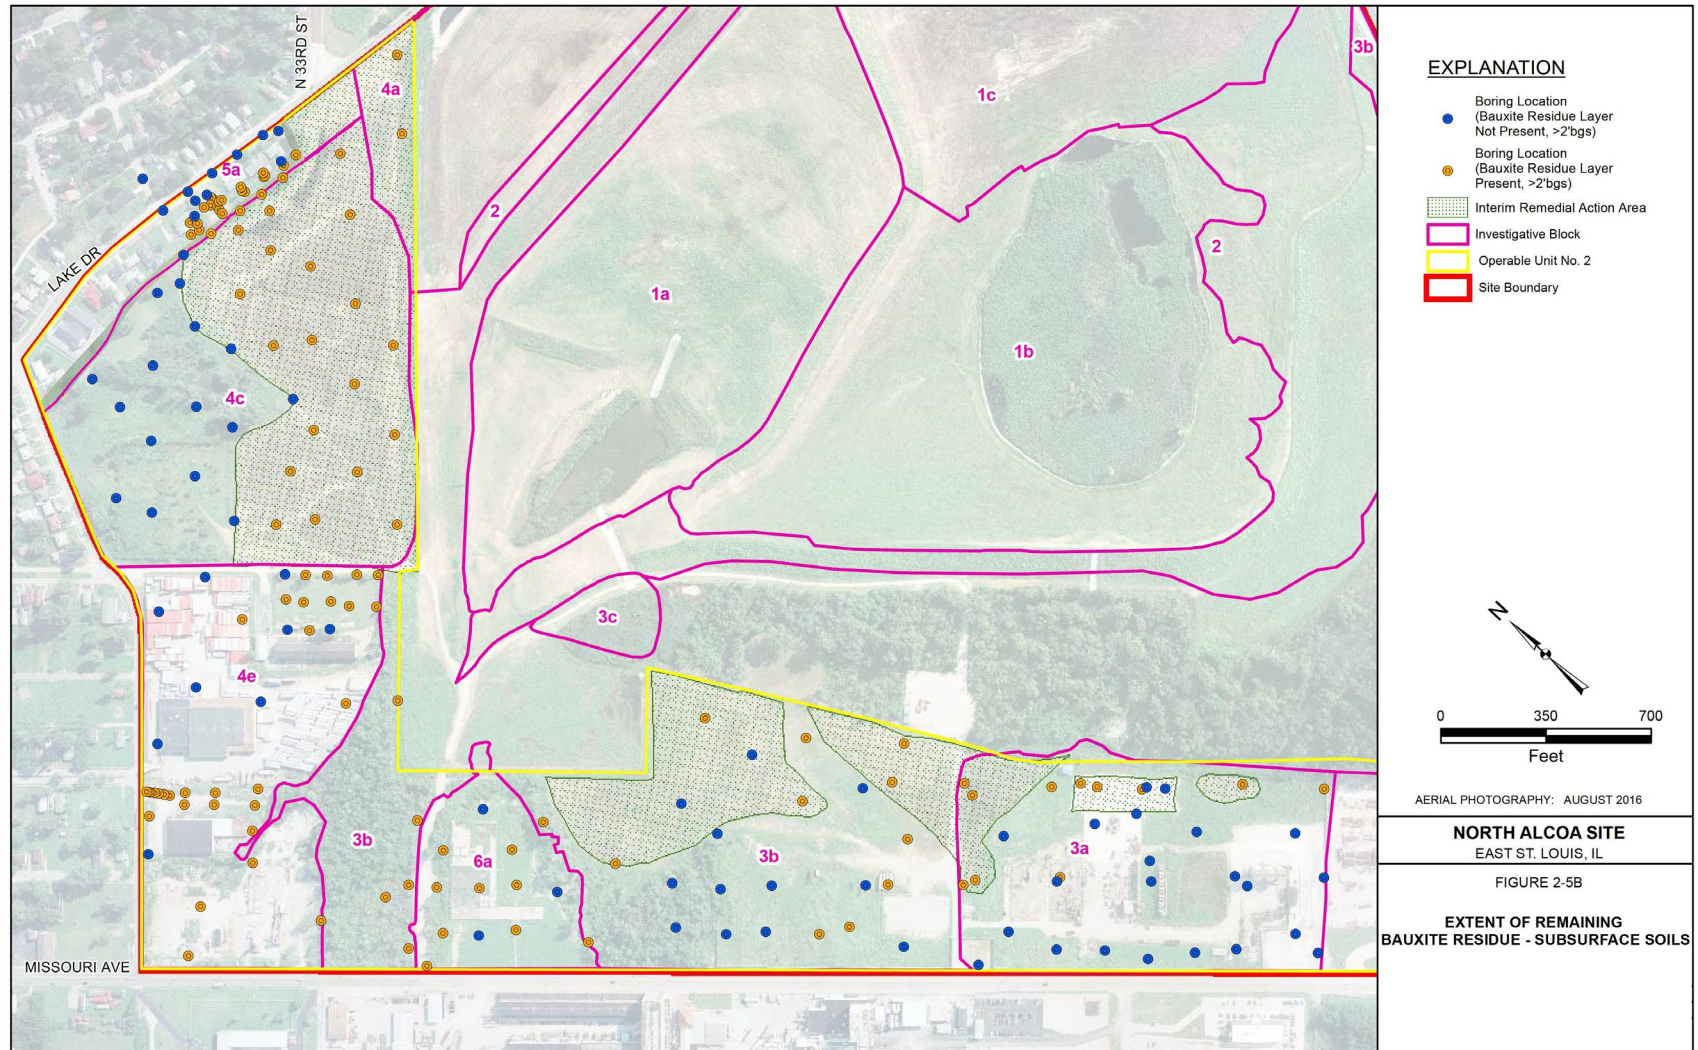 N 33RD ST
4a
1c
3b
5a
2
2
LAKE DR
1a
1b
4c
3c
4e
3b
6a
3b
3a
MISSOURI AVE
EXPLANATION
Boring Location
(Bauxite Residue Layer
Not Present, >2'bgs)
Boring Location
(Bauxite Residue Layer
Present, >2'bgs)
Interim Remedial Action Area
Investigative Block
Operable Unit No. 2
Site Boundary
N
0 350 700
Feet
AERIAL PHOTOGRAPHY: AUGUST 2016
NORTH ALCOA SITE
EAST ST. LOUIS, IL
FIGURE 2-5B
EXTENT OF REMAINING
BAUXITE RESIDUE - SUBSURFACE SOILS